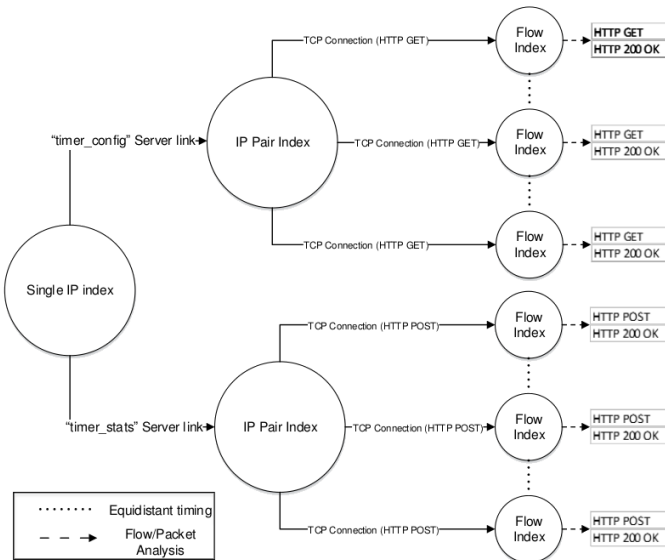 TCP Connection (HTTP GET)
Flow
Index
HTTP GET
HTTP 200 OK
"timer_config" Server link
IP Pair Index
TCP Connection (HTTP GET)
Flow
Index
HTTP GET
HTTP 200 OK
TCP Connection (HTTP GET)
Flow
Index
HTTP GET
HTTP 200 OK
Single IP index
TCP Connection (HTTP POST)
Flow
Index
HTTP POST
HTTP 200 OK
"timer_stats" Server link
IP Pair Index
TCP Connection (HTTP POST)
Flow
Index
HTTP POST
HTTP 200 OK
TCP Connection (HTTP POST)
Flow
Index
HTTP POST
HTTP 200 OK
Equidistant timing
Flow/Packet
Analysis